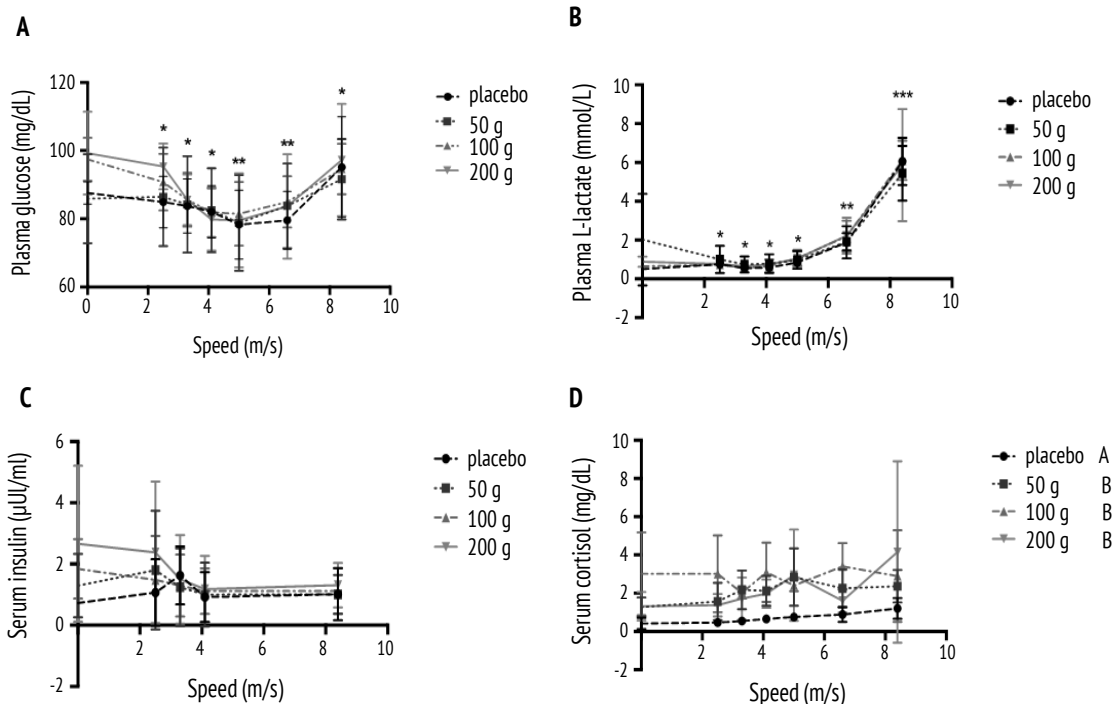 A
Plasma glucose (mg/dL)
120
100
80
60
0 2 4 6 8 10
Speed (m/s)
* * * ** ** *
placebo
50 g
100 g
200 g
B
Plasma L-lactate (mmol/L)
10
8
6
4
2
0
-2
2 4 6 8 10
Speed (m/s)
* * * * ** ***
placebo
50 g
100 g
200 g
C
Serum insulin (µUl/ml)
6
4
2
0
-2
2 4 6 8 10
Speed (m/s)
placebo
50 g
100 g
200 g
D
Serum cortisol (mg/dL)
10
8
6
4
2
0
-2
2 4 6 8 10
Speed (m/s)
placebo A
50 g B
100 g B
200 g B